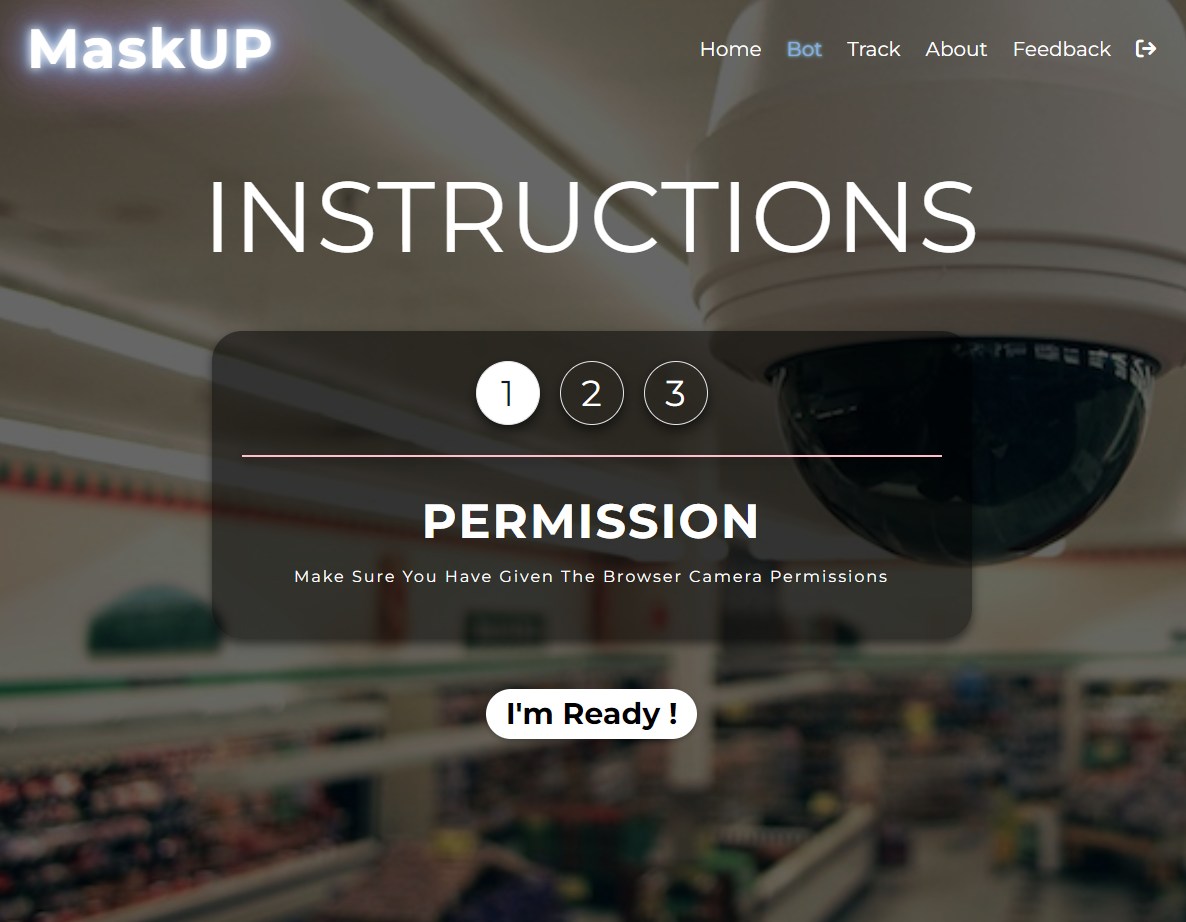 MaskUP
Home Bot Track About Feedback
INSTRUCTIONS
1 2 3
PERMISSION
Make Sure You Have Given The Browser Camera Permissions
I'm Ready !